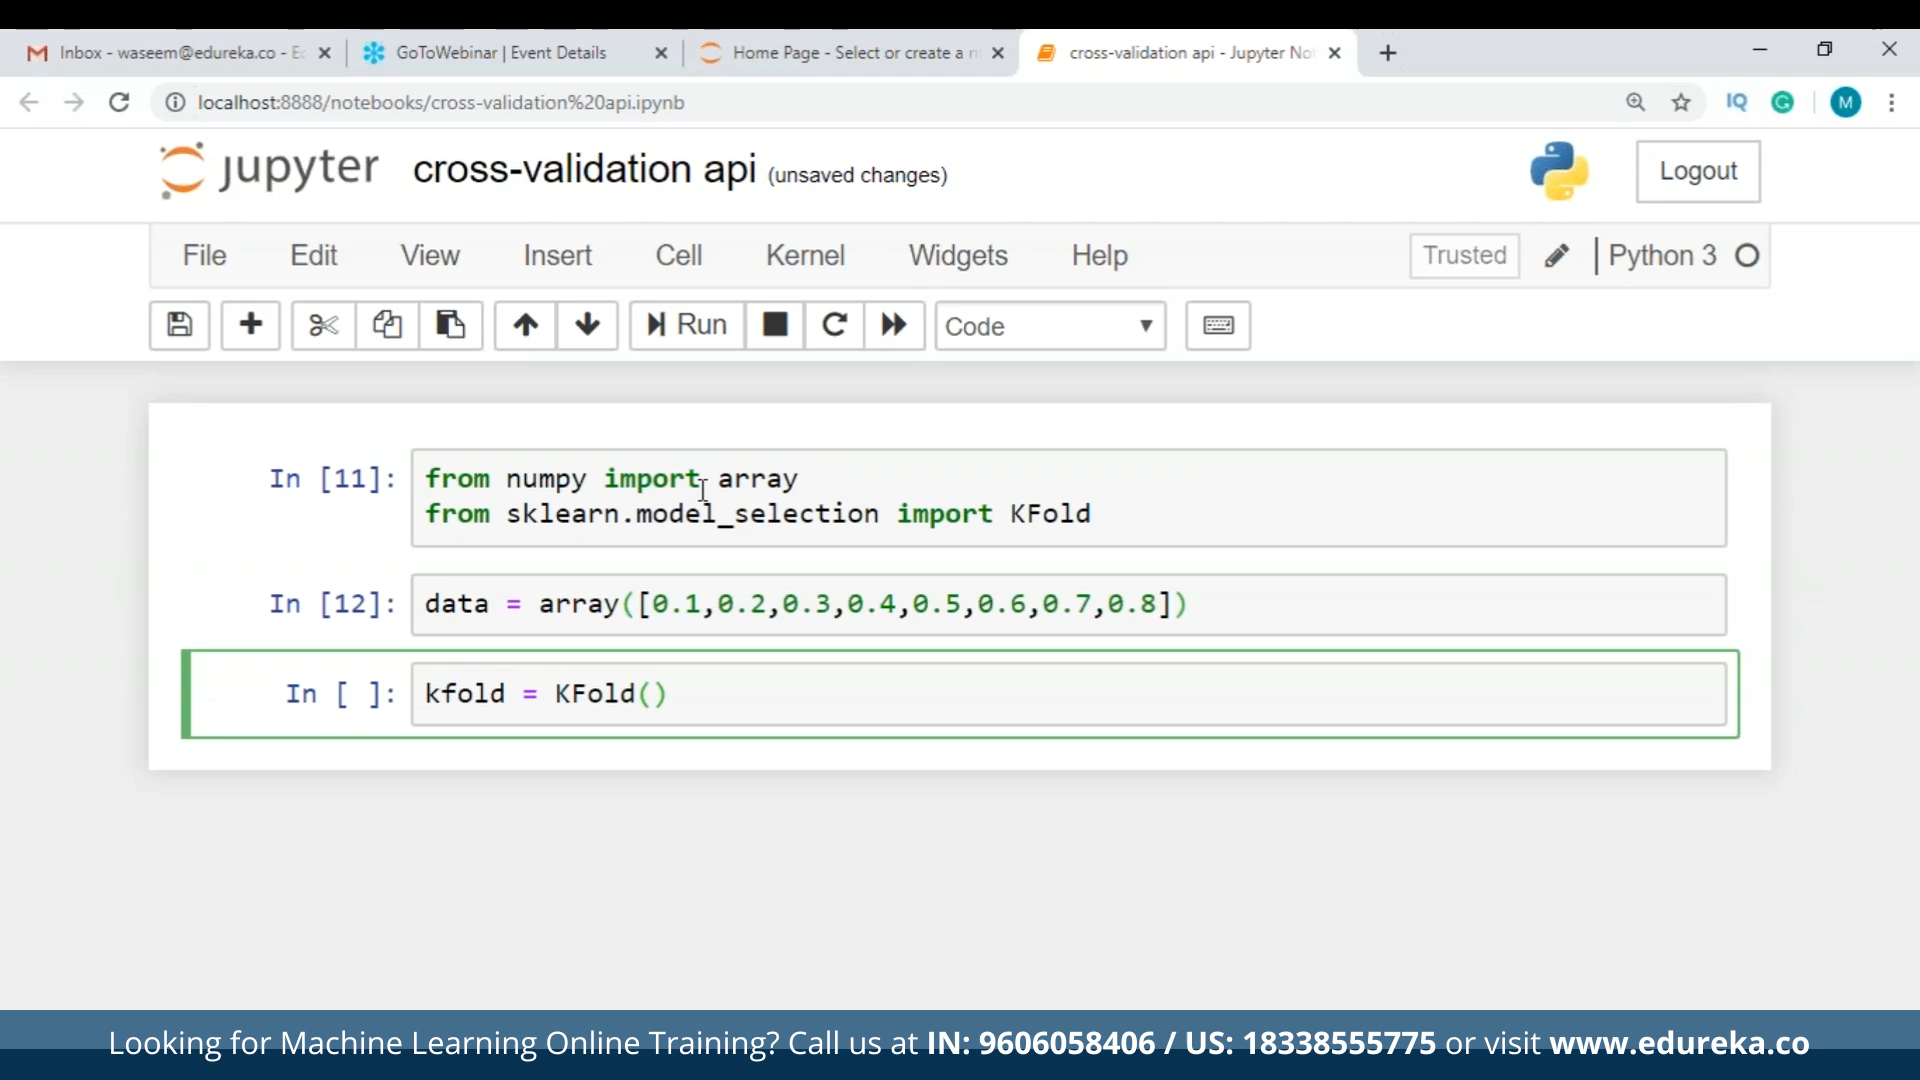 Inbox - waseem@edureka.co - E
GoToWebinar | Event Details
Home Page - Select or create a n
cross-validation api - Jupyter No
localhost:8888/notebooks/cross-validation%20api.ipynb
IQ
G
M
jupyter cross-validation api (unsaved changes)
Logout
File Edit View Insert Cell Kernel Widgets Help
Trusted
Python 3
Run
Code
In [11]: from numpy import array
from sklearn.model_selection import KFold
In [12]: data = array([0.1,0.2,0.3,0.4,0.5,0.6,0.7,0.8])
In [ ]: kfold = KFold()
Looking for Machine Learning Online Training? Call us at IN: 9606058406 / US: 18338555775 or visit www.edureka.co